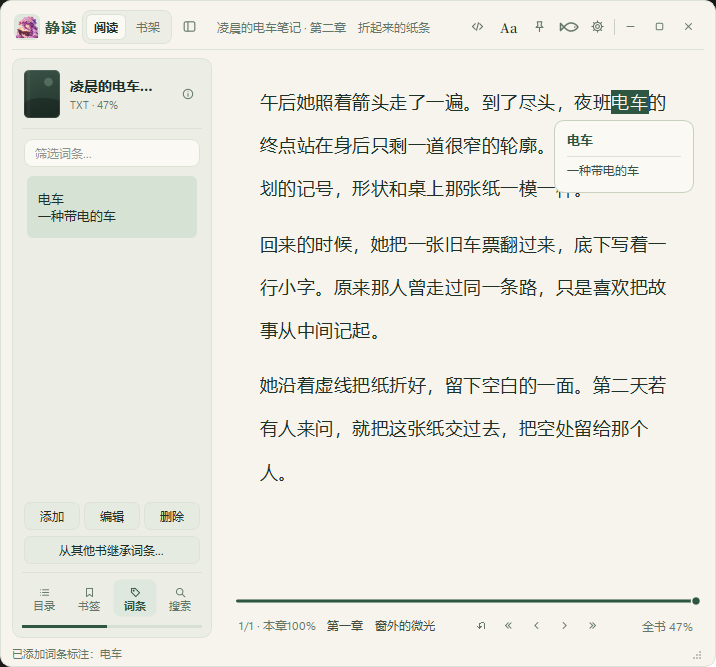 静读 阅读 书架 凌晨的电车笔记 · 第二章 折起来的纸条 Aa
凌晨的电车…
TXT · 47%
筛选词条...
电车
一种带电的车
添加 编辑 删除
从其他书继承词条...
目录 书签 词条 搜索
已添加词条标注：电车
午后她照着箭头走了一遍。到了尽头，夜班电车的
终点站在身后只剩一道很窄的轮廓。
划的记号，形状和桌上那张纸一模一样。
电车
一种带电的车
回来的时候，她把一张旧车票翻过来，底下写着一
行小字。原来那人曾走过同一条路，只是喜欢把故
事从中间记起。
她沿着虚线把纸折好，留下空白的一面。第二天若
有人来问，就把这张纸交过去，把空处留给那个
人。
1/1 · 本章100% 第一章 窗外的微光 全书 47%